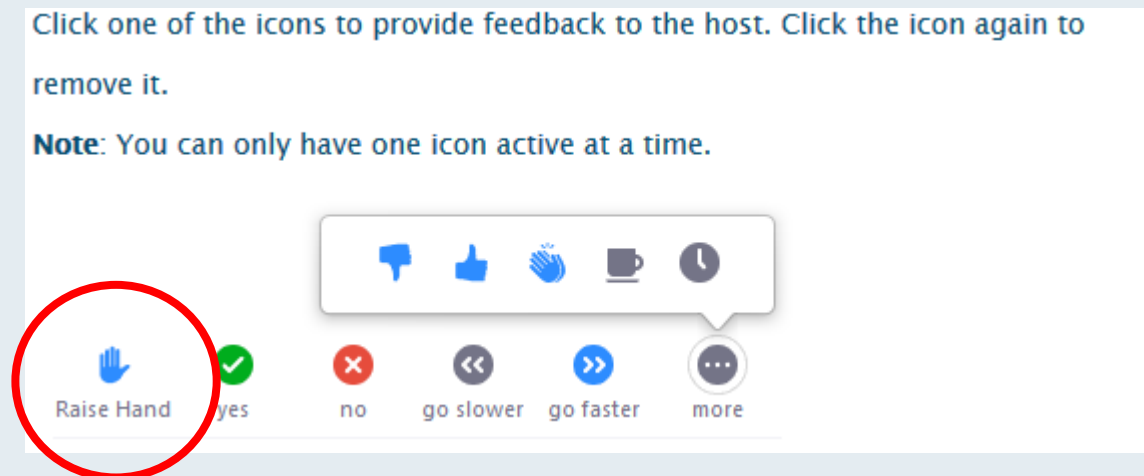 Click one of the icons to provide feedback to the host. Click the icon again to
remove it.
Note: You can only have one icon active at a time.
Raise Hand yes no go slower go faster more